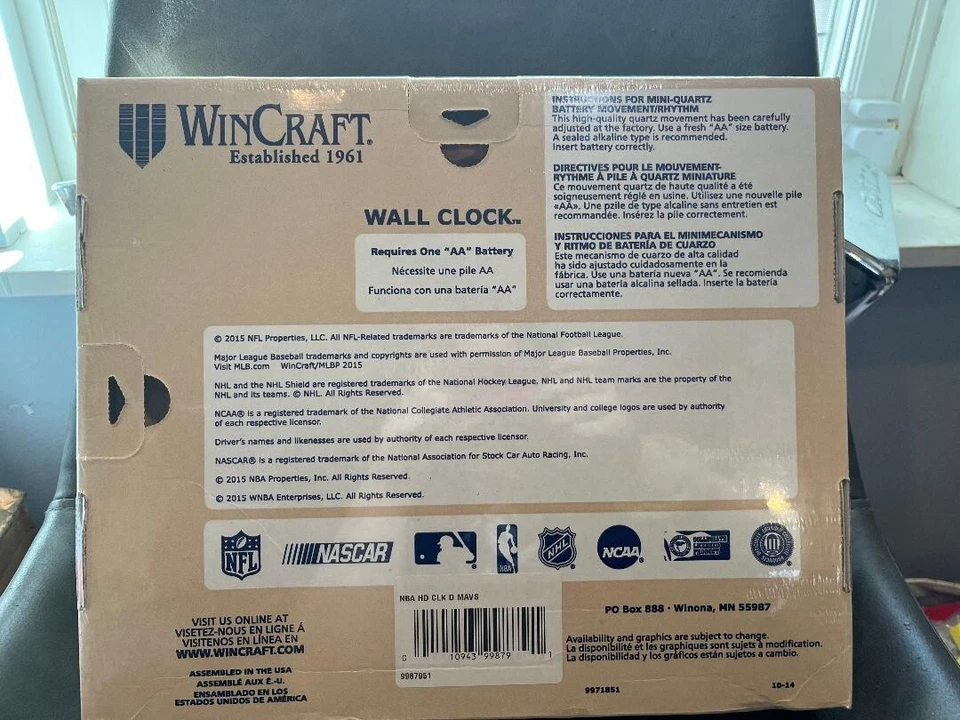 WINCRAFT®
Established 1961
WALL CLOCK™
Requires One "AA" Battery
Nécessite une pile AA
Funciona con una batería "AA"
INSTRUCTIONS FOR MINI-QUARTZ
BATTERY MOVEMENT/RHYTHM
This high-quality quartz movement has been carefully
adjusted at the factory. Use a fresh "AA" size battery.
A sealed alkaline type is recommended.
Insert battery correctly.
DIRECTIVES POUR LE MOUVEMENT-
RYTHME À PILE À QUARTZ MINIATURE
Ce mouvement quartz de haute qualité a été
soigneusement réglé en usine. Utilisez une nouvelle pile
«AA». Une pzile de type alcaline sans entretien est
recommandée. Insérez la pile correctement.
INSTRUCCIONES PARA EL MINIMECANISMO
Y RITMO DE BATERÍA DE CUARZO
Este mecanismo de cuarzo de alta calidad
ha sido ajustado cuidadosamente en la
fábrica. Use una batería nueva "AA". Se recomienda
usar una batería alcalina sellada. Inserte la batería
correctamente.
© 2015 NFL Properties, LLC. All NFL-Related trademarks are trademarks of the National Football League.
Major League Baseball trademarks and copyrights are used with permission of Major League Baseball Properties, Inc.
Visit MLB.com WinCraft/MLBP 2015
NHL and the NHL Shield are registered trademarks of the National Hockey League. NHL and NHL team marks are the property of the
NHL and its teams. © NHL. All Rights Reserved.
NCAA® is a registered trademark of the National Collegiate Athletic Association. University and college logos are used by authority
of each respective licensor.
Driver's names and likenesses are used by authority of each respective licensor.
NASCAR® is a registered trademark of the National Association for Stock Car Auto Racing, Inc.
© 2015 NBA Properties, Inc. All Rights Reserved.
© 2015 WNBA Enterprises, LLC. All Rights Reserved.
NFL NASCAR NBA NHL NCAA
COLLEGIATE
LICENSED
PRODUCT
VISIT US ONLINE AT
VISETEZ-NOUS EN LIGNE Á
VISITENOS EN LÍNEA EN
WWW.WINCRAFT.COM
ASSEMBLED IN THE USA
ASSEMBLÉ AUX É.-U.
ENSAMBLADO EN LOS
ESTADOS UNIDOS DE AMÉRICA
NBA HD CLK D MAVS
0 10943 99879 1
9987951
PO Box 888 · Winona, MN 55987
Availability and graphics are subject to change.
La disponibilité et les graphiques sont sujets à modification.
La disponibilidad y los gráficos están sujetos a cambio.
9971851
10-14